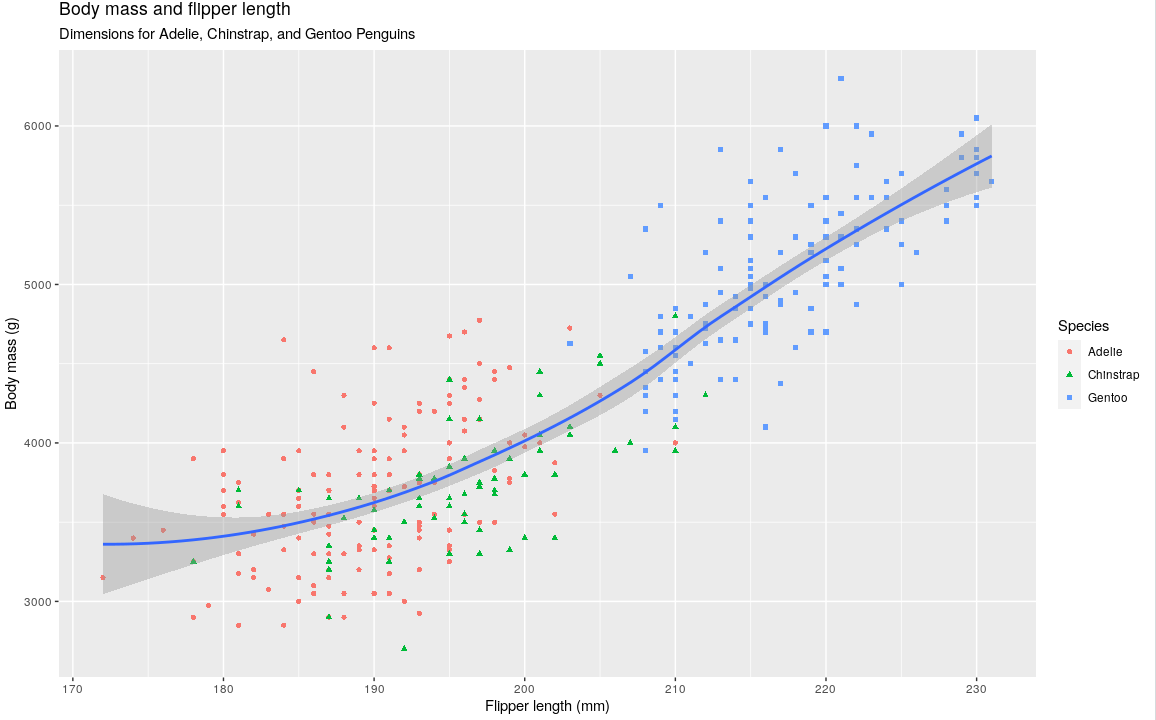 Body mass and flipper length
Dimensions for Adelie, Chinstrap, and Gentoo Penguins
Body mass (g)
6000
5000
4000
3000
170 180 190 200 210 220 230
Flipper length (mm)
Species
Adelie
Chinstrap
Gentoo